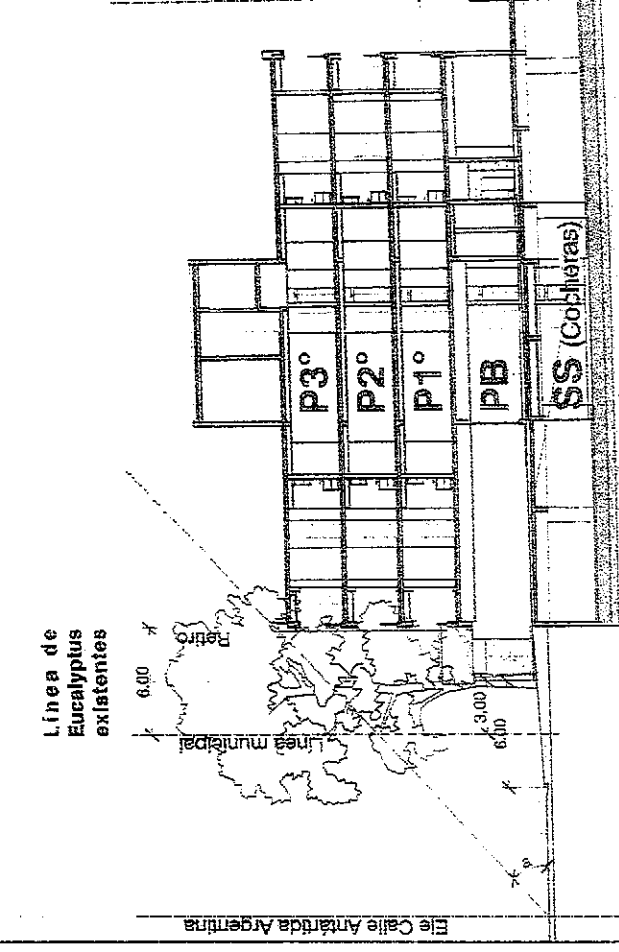 Línea de
Eucalyptus
existentes
6.00
Retiro
Línea municipal
3.00
6.00
P3°
P2°
P1°
PB
SS (Cocheras)
Eje Calle Antártida Argentina